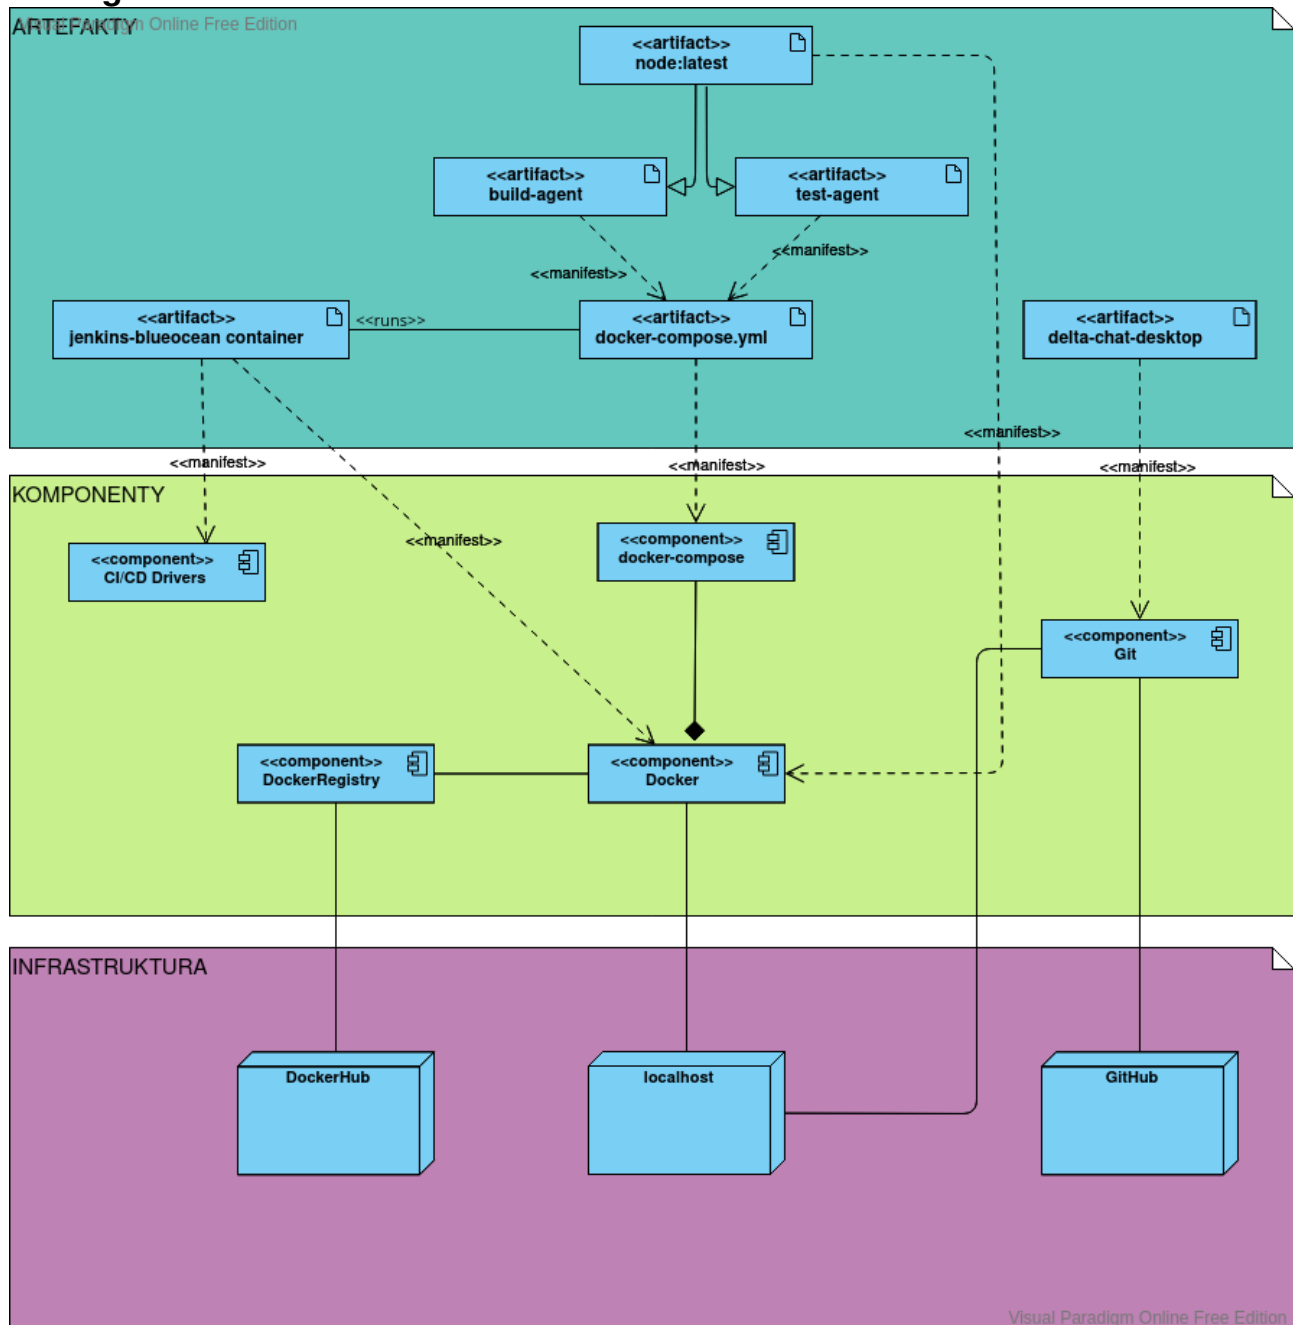 Visual Paradigm Online Free Edition
ARTEFAKTY
<<artifact>>
node:latest
<<artifact>>
build-agent
<<artifact>>
test-agent
<<manifest>>
<<manifest>>
<<artifact>>
jenkins-blueocean container
<<runs>>
<<artifact>>
docker-compose.yml
<<artifact>>
delta-chat-desktop
<<manifest>>
<<manifest>>
<<manifest>>
<<manifest>>
KOMPONENTY
<<manifest>>
<<component>>
CI/CD Drivers
<<component>>
docker-compose
<<component>>
Git
<<component>>
DockerRegistry
<<component>>
Docker
INFRASTRUKTURA
DockerHub
localhost
GitHub
Visual Paradigm Online Free Edition